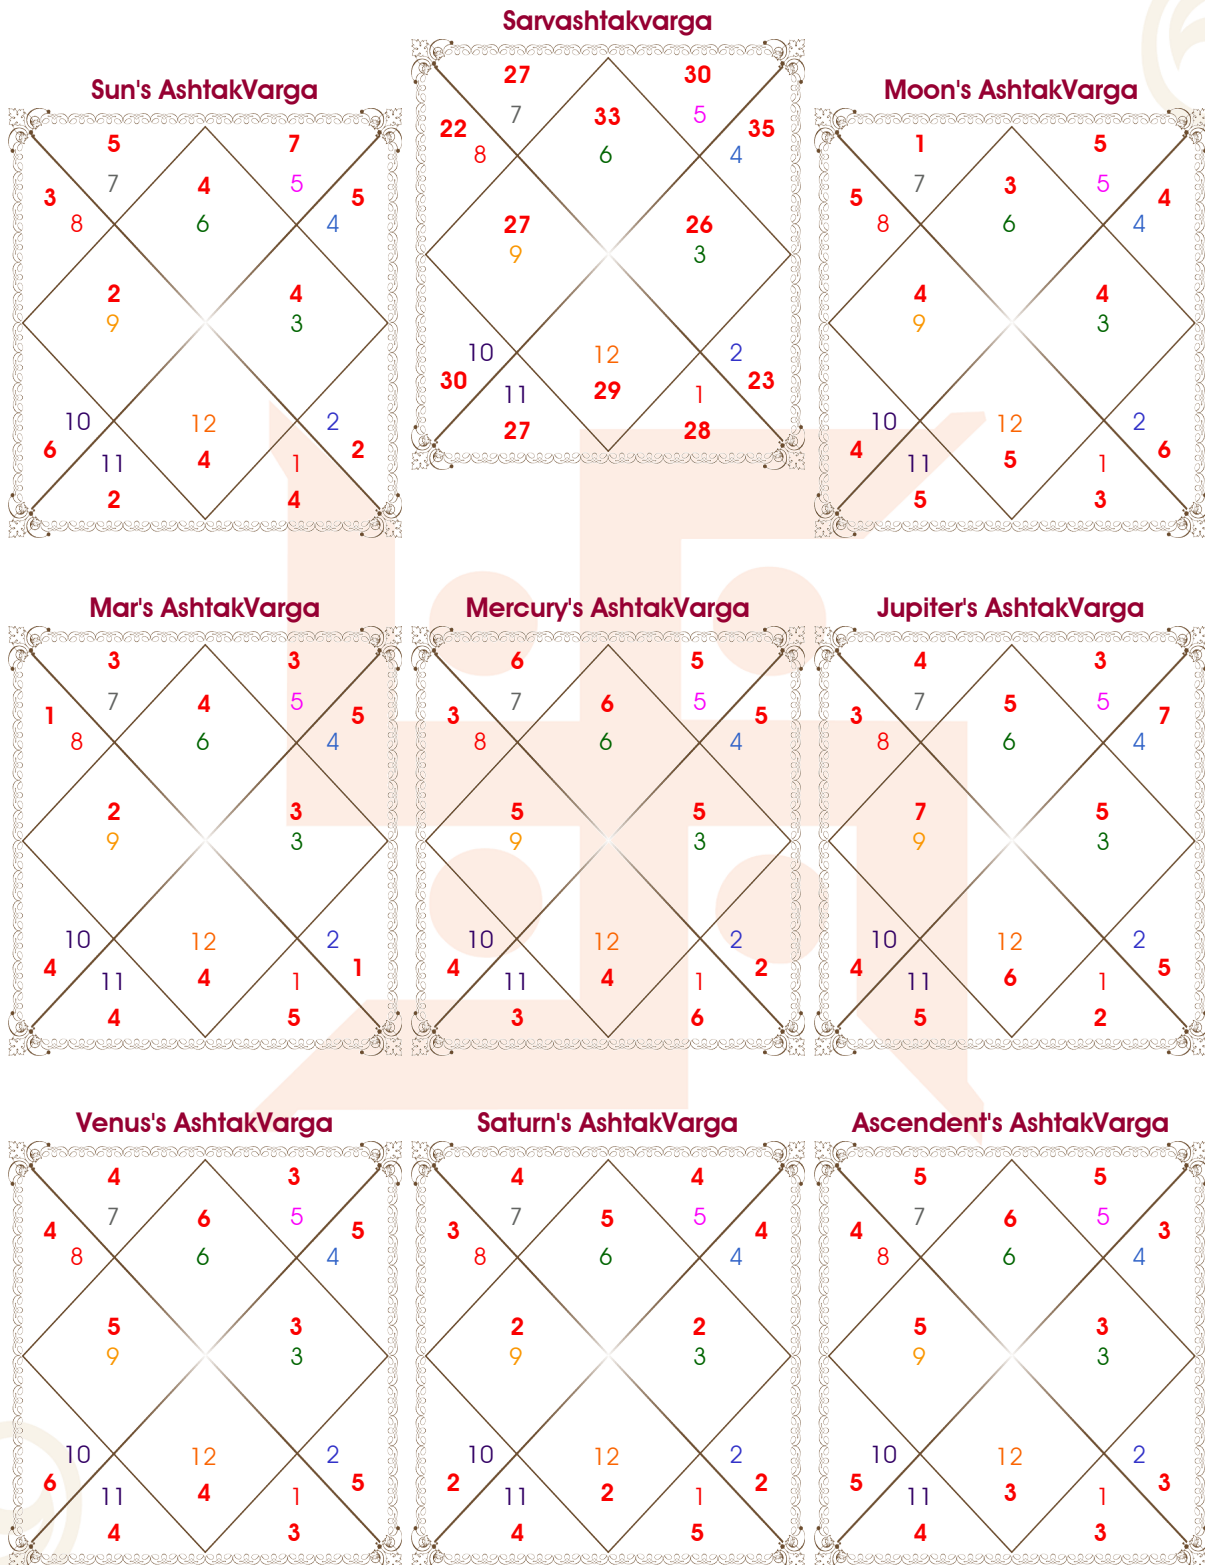 Sarvashtakvarga
27 30
7 33 5
22 35
8 6 4
27 26
9 3
10 12 2
30 29 23
11 1
27 28
Sun's AshtakVarga
5 7
7 4 5
3 5
8 6 4
2 4
9 3
10 12 2
6 4 2
11 1
2 4
Moon's AshtakVarga
1 5
7 3 5
5 4
8 6 4
4 4
9 3
10 12 2
4 5 6
11 1
5 3
Mar's AshtakVarga
3 3
7 4 5
1 5
8 6 4
2 3
9 3
10 12 2
4 4 1
11 1
4 5
Mercury's AshtakVarga
6 5
7 6 5
3 5
8 6 4
5 5
9 3
10 12 2
4 4 2
11 1
3 6
Jupiter's AshtakVarga
4 3
7 5 5
3 7
8 6 4
7 5
9 3
10 12 2
4 6 5
11 1
5 2
Venus's AshtakVarga
4 3
7 6 5
4 5
8 6 4
5 3
9 3
10 12 2
6 4 5
11 1
4 3
Saturn's AshtakVarga
4 4
7 5 5
3 4
8 6 4
2 2
9 3
10 12 2
2 2 2
11 1
4 5
Ascendent's AshtakVarga
5 5
7 6 5
4 3
8 6 4
5 3
9 3
10 12 2
5 3 3
11 1
4 3